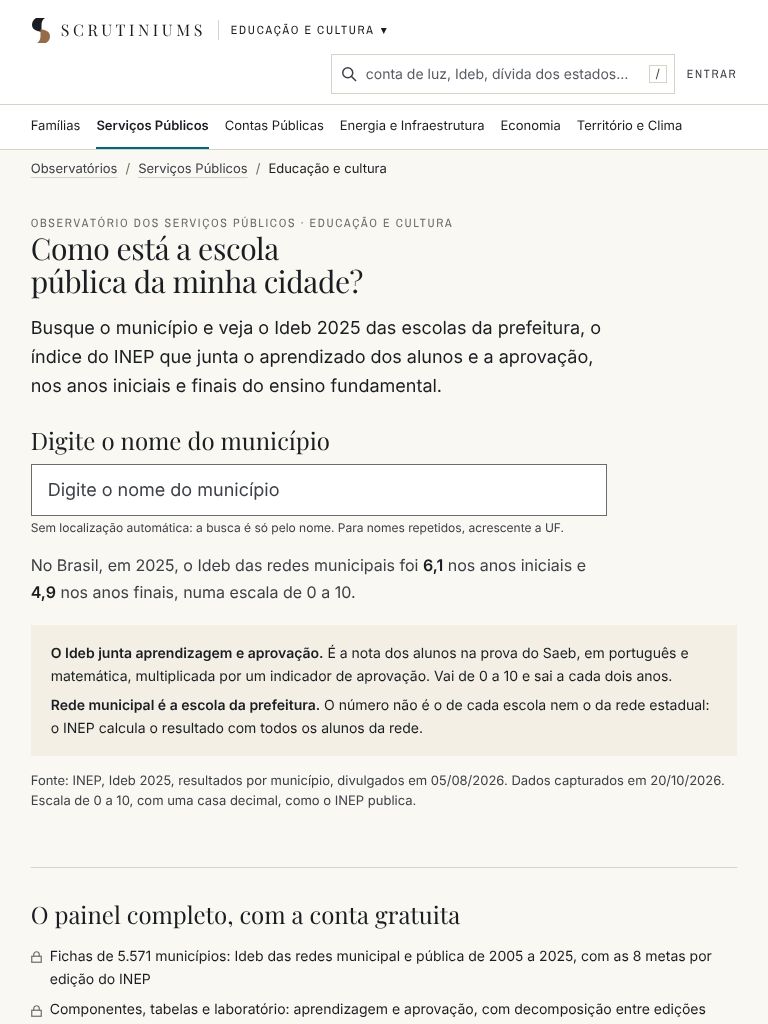 SCRUTINIUMS
EDUCAÇÃO E CULTURA ▾
conta de luz, Ideb, dívida dos estados…
/
ENTRAR
Famílias
Serviços Públicos
Contas Públicas
Energia e Infraestrutura
Economia
Território e Clima
Observatórios / Serviços Públicos / Educação e cultura
OBSERVATÓRIO DOS SERVIÇOS PÚBLICOS · EDUCAÇÃO E CULTURA
Como está a escola
pública da minha cidade?
Busque o município e veja o Ideb 2025 das escolas da prefeitura, o
índice do INEP que junta o aprendizado dos alunos e a aprovação,
nos anos iniciais e finais do ensino fundamental.
Digite o nome do município
Digite o nome do município
Sem localização automática: a busca é só pelo nome. Para nomes repetidos, acrescente a UF.
No Brasil, em 2025, o Ideb das redes municipais foi 6,1 nos anos iniciais e
4,9 nos anos finais, numa escala de 0 a 10.
O Ideb junta aprendizagem e aprovação. É a nota dos alunos na prova do Saeb, em português e
matemática, multiplicada por um indicador de aprovação. Vai de 0 a 10 e sai a cada dois anos.
Rede municipal é a escola da prefeitura. O número não é o de cada escola nem o da rede estadual:
o INEP calcula o resultado com todos os alunos da rede.
Fonte: INEP, Ideb 2025, resultados por município, divulgados em 05/08/2026. Dados capturados em 20/10/2026.
Escala de 0 a 10, com uma casa decimal, como o INEP publica.
O painel completo, com a conta gratuita
Fichas de 5.571 municípios: Ideb das redes municipal e pública de 2005 a 2025, com as 8 metas por
edição do INEP
Componentes, tabelas e laboratório: aprendizagem e aprovação, com decomposição entre edições